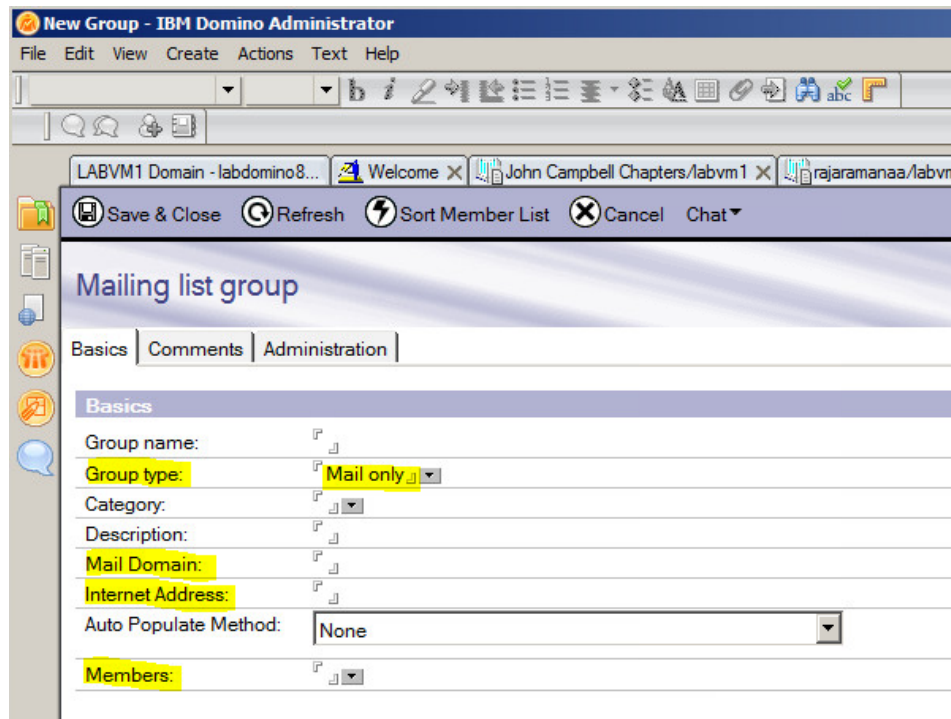 New Group - IBM Domino Administrator
File Edit View Create Actions Text Help
b i abc
LABVM1 Domain - labdomino8... Welcome John Campbell Chapters/labvm1 rajaramanaa/labvm
Save & Close Refresh Sort Member List Cancel Chat
Mailing list group
Basics Comments Administration
Basics
Group name:
Group type: Mail only
Category:
Description:
Mail Domain:
Internet Address:
Auto Populate Method: None
Members: